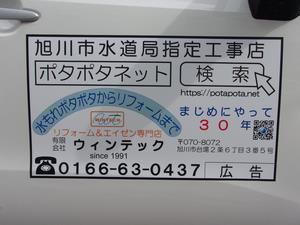 旭川市水道局指定工事店
ポタポタネット 検索
https://potapota.net
水もれポタポタからリフォームまで
まじめにやって
30年
リフォーム&エイゼン専門店
有限会社 ウィンテック
since 1991
〒070-8072
旭川市台場2条6丁目3番5号
☎0166-63-0437
広告